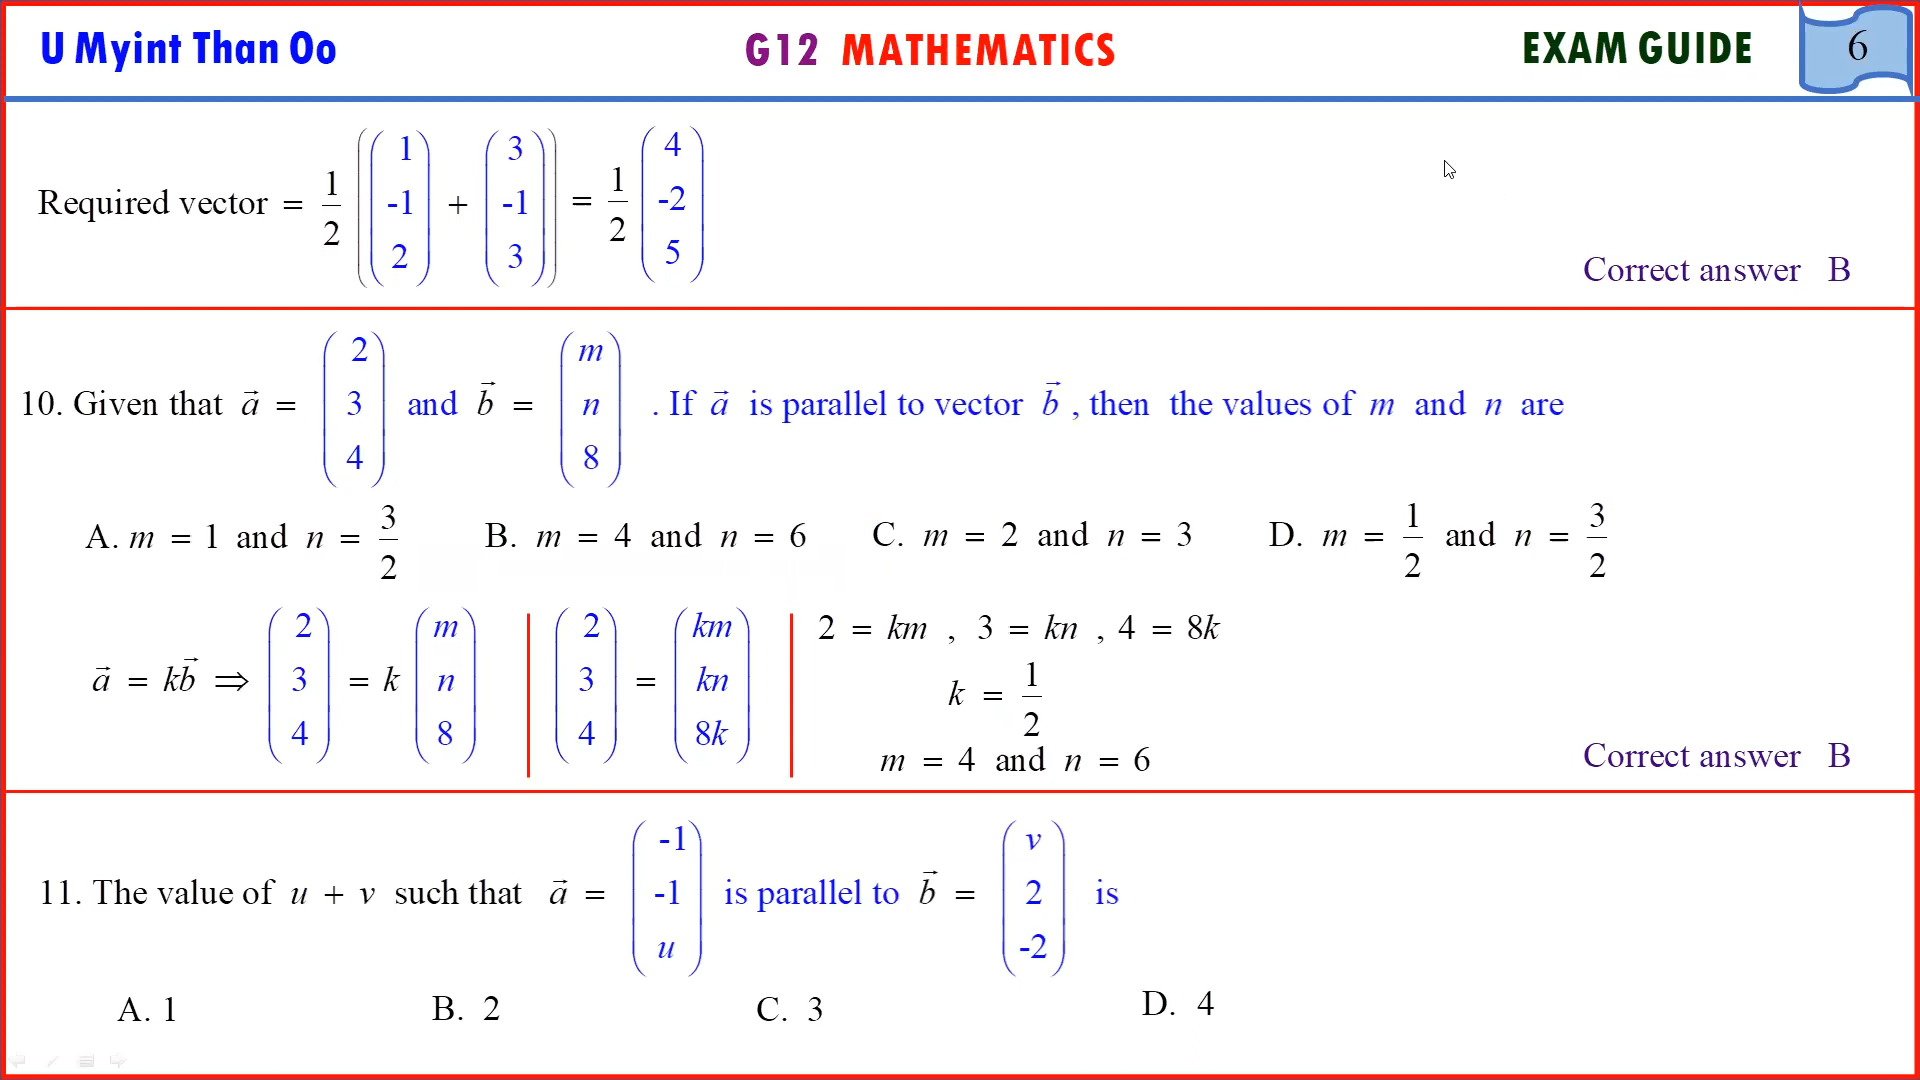 U Myint Than Oo G12 MATHEMATICS EXAM GUIDE 6
Required vector = 1/2 ( (1 -1 2) + (3 -1 3) ) = 1/2 (4 -2 5)
Correct answer B
10. Given that a⃗ = (2 3 4) and b⃗ = (m n 8) . If a⃗ is parallel to vector b⃗ , then the values of m and n are
A. m = 1 and n = 3/2 B. m = 4 and n = 6 C. m = 2 and n = 3 D. m = 1/2 and n = 3/2
a⃗ = kb⃗ ⇒ (2 3 4) = k (m n 8) | (2 3 4) = (km kn 8k) | 2 = km , 3 = kn , 4 = 8k
k = 1/2
m = 4 and n = 6
Correct answer B
11. The value of u + v such that a⃗ = (-1 -1 u) is parallel to b⃗ = (v 2 -2) is
A. 1 B. 2 C. 3 D. 4